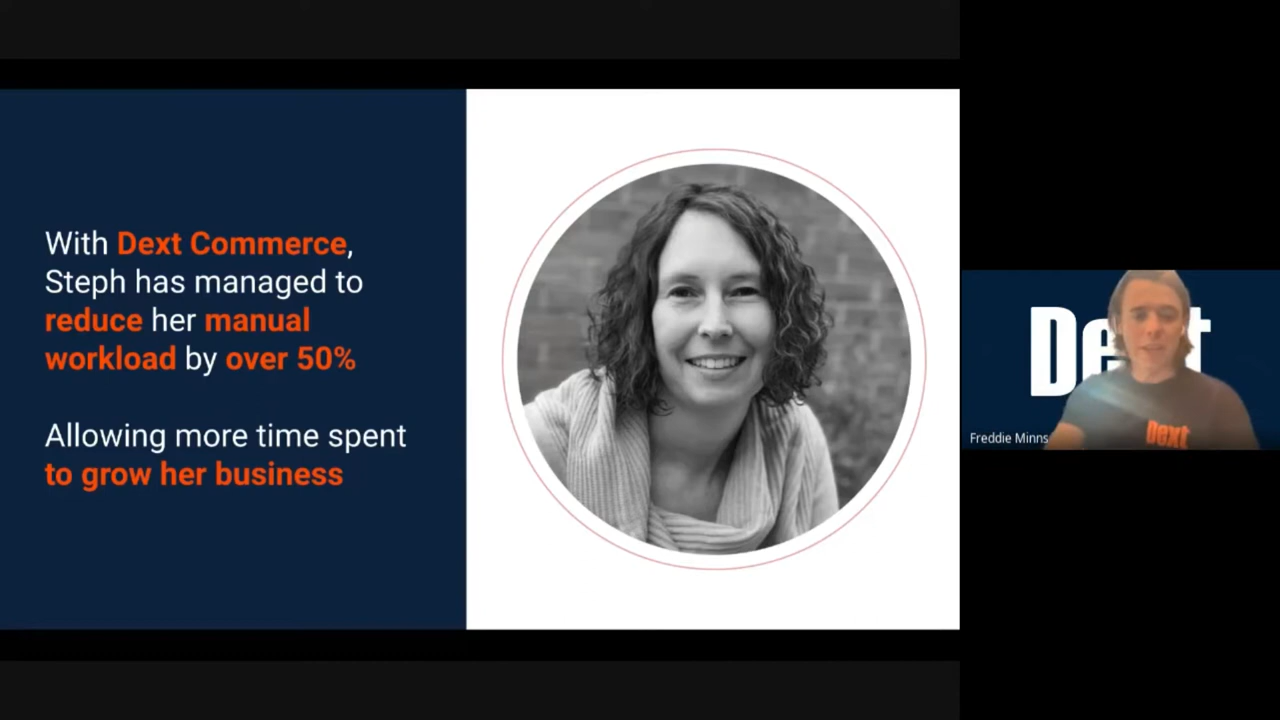 With Dext Commerce,
Steph has managed to
reduce her manual
workload by over 50%
Allowing more time spent
to grow her business
Dext
Freddie Minns
Dext